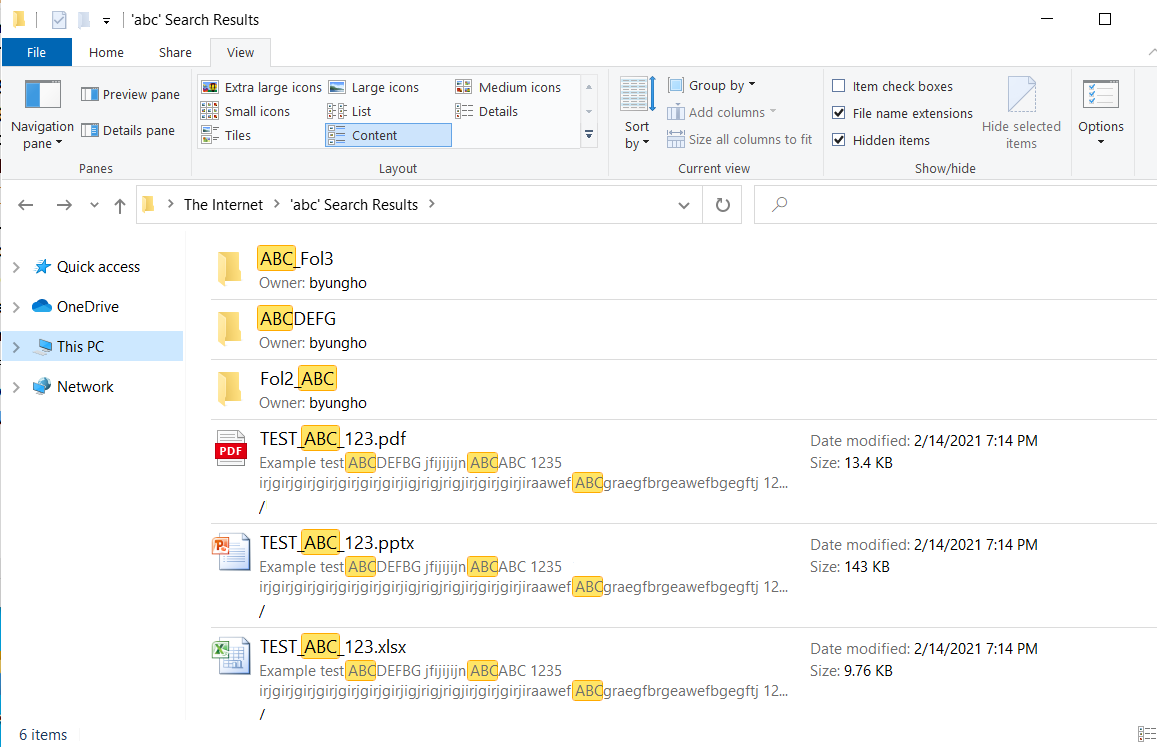 'abc' Search Results
File Home Share View
Navigation pane
Preview pane
Details pane
Panes
Extra large icons Large icons Medium icons
Small icons List Details
Tiles Content
Layout
Sort by
Group by
Add columns
Size all columns to fit
Current view
Item check boxes
File name extensions
Hidden items
Hide selected items
Show/hide
Options
The Internet 'abc' Search Results
Quick access
OneDrive
This PC
Network
ABC_Fol3
Owner: byungho
ABCDEFG
Owner: byungho
Fol2_ABC
Owner: byungho
PDF
TEST_ABC_123.pdf
Date modified: 2/14/2021 7:14 PM
Example test ABCDEFBG jfijijijn ABCABC 1235
Size: 13.4 KB
irjgirjgirjgirjgirjgirjgirjigjrigjrigjirjgirjgirjiraawef ABCgraegfbrgeawefbgegftj 12...
/
TEST_ABC_123.pptx
Date modified: 2/14/2021 7:14 PM
Example test ABCDEFBG jfijijijn ABCABC 1235
Size: 143 KB
irjgirjgirjgirjgirjgirjgirjigjrigjrigjirjgirjgirjiraawef ABCgraegfbrgeawefbgegftj 12...
/
TEST_ABC_123.xlsx
Date modified: 2/14/2021 7:14 PM
Example test ABCDEFBG jfijijijn ABCABC 1235
Size: 9.76 KB
irjgirjgirjgirjgirjgirjgirjigjrigjrigjirjgirjgirjiraawef ABCgraegfbrgeawefbgegftj 12...
/
6 items